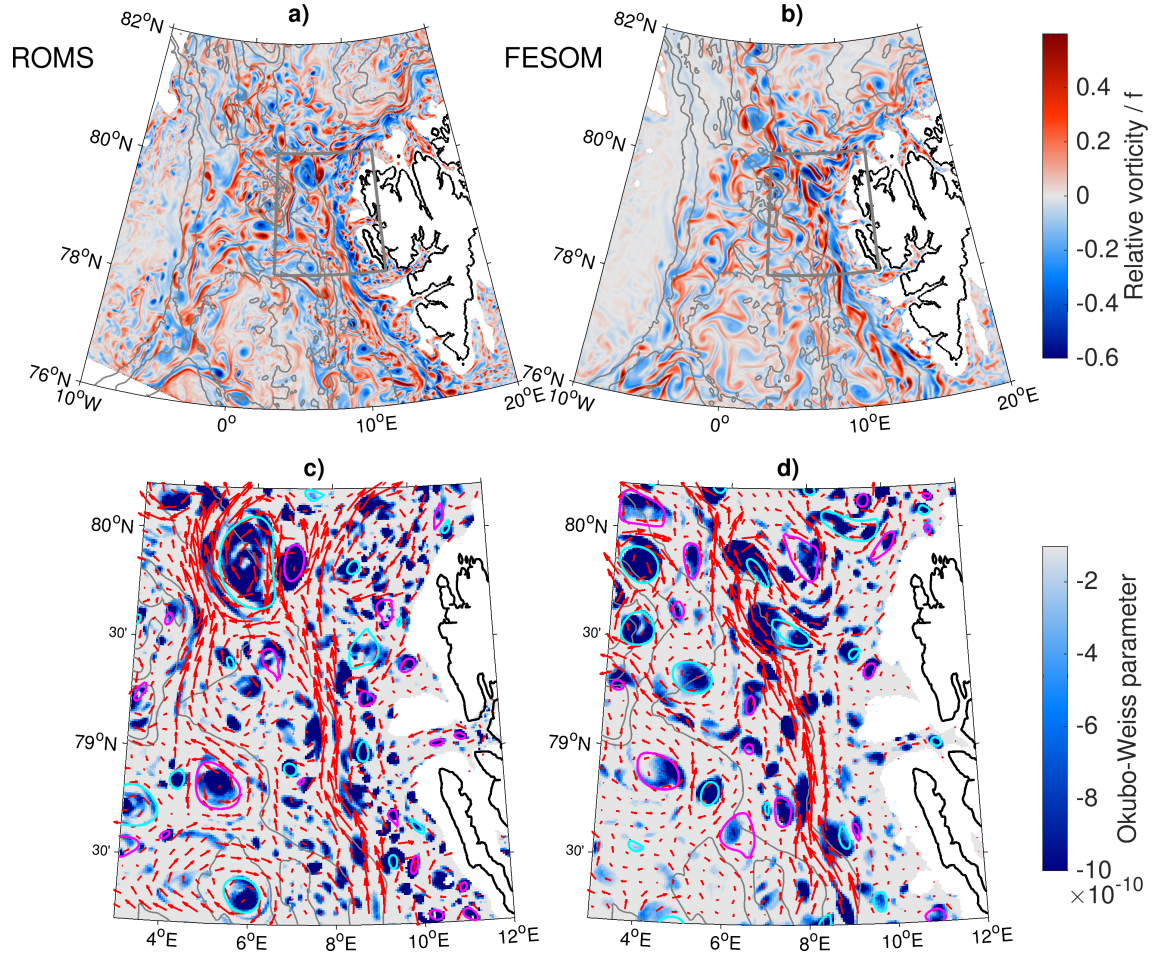 a)
b)
ROMS
FESOM
82°N
80°N
78°N
76°N
10°W
0°
10°E
20°E
82°N
80°N
78°N
76°N
10°W
0°
10°E
20°E
0.4
0.2
0
-0.2
-0.4
-0.6
Relative vorticity / f
c)
d)
80°N
30'
79°N
30'
4°E
6°E
8°E
10°E
12°E
80°N
30'
79°N
30'
4°E
6°E
8°E
10°E
12°E
-2
-4
-6
-8
-10
×10-10
Okubo-Weiss parameter